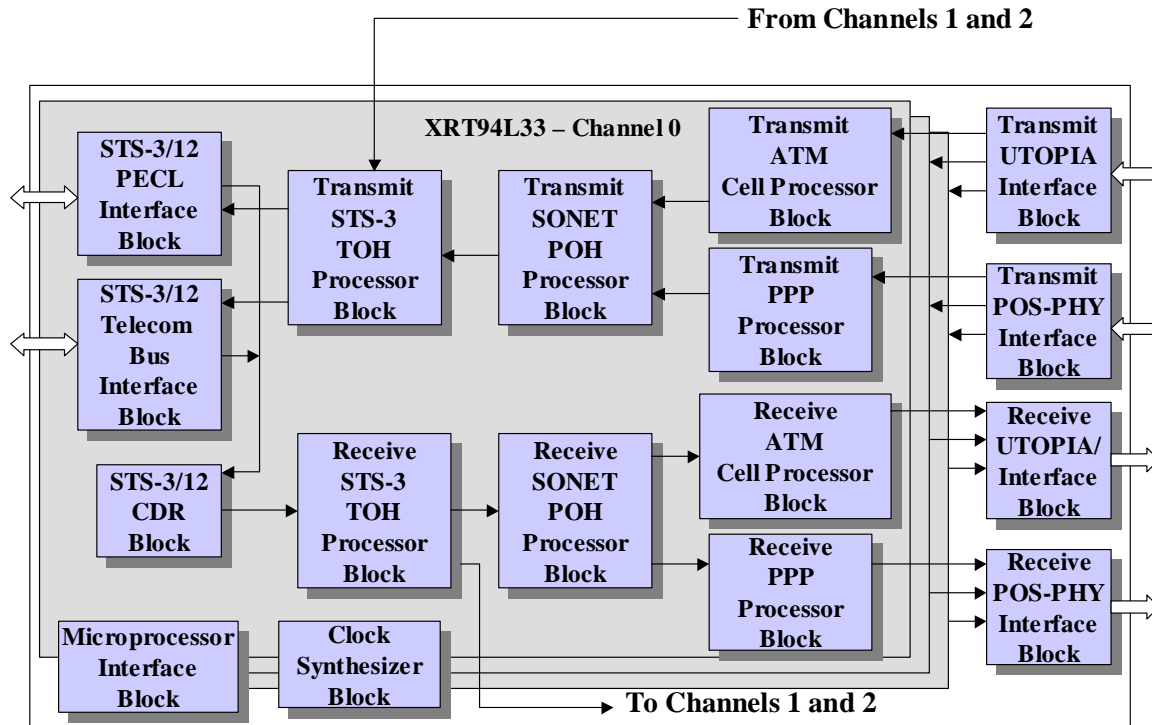 From Channels 1 and 2
XRT94L33 – Channel 0
STS-3/12
PECL
Interface
Block
Transmit
STS-3
TOH
Processor
Block
Transmit
SONET
POH
Processor
Block
Transmit
ATM
Cell Processor
Block
Transmit
UTOPIA
Interface
Block
STS-3/12
Telecom
Bus
Interface
Block
Transmit
PPP
Processor
Block
Transmit
POS-PHY
Interface
Block
STS-3/12
CDR
Block
Receive
STS-3
TOH
Processor
Block
Receive
SONET
POH
Processor
Block
Receive
ATM
Cell Processor
Block
Receive
UTOPIA/
Interface
Block
Receive
PPP
Processor
Block
Receive
POS-PHY
Interface
Block
Microprocessor
Interface
Block
Clock
Synthesizer
Block
To Channels 1 and 2